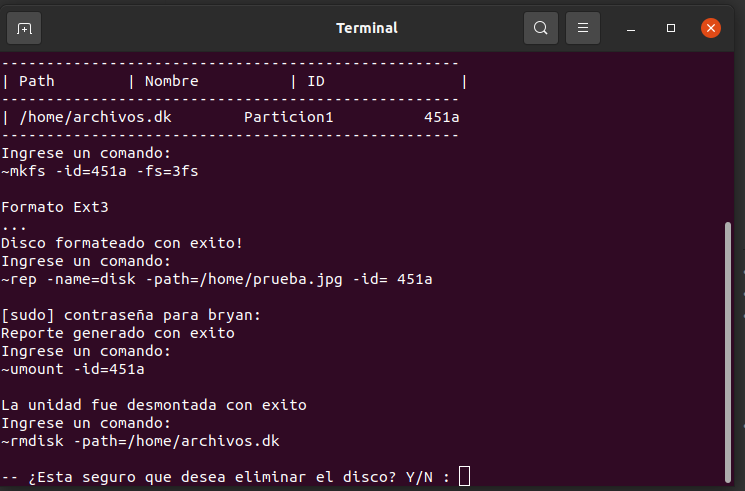 Terminal
---------------------------------------------------
| Path        | Nombre          | ID               |
---------------------------------------------------
| /home/archivos.dk        Particion1          451a
---------------------------------------------------
Ingrese un comando:
~mkfs -id=451a -fs=3fs
Formato Ext3
...
Disco formateado con exito!
Ingrese un comando:
~rep -name=disk -path=/home/prueba.jpg -id= 451a
[sudo] contraseña para bryan:
Reporte generado con exito
Ingrese un comando:
~umount -id=451a
La unidad fue desmontada con exito
Ingrese un comando:
~rmdisk -path=/home/archivos.dk
-- ¿Esta seguro que desea eliminar el disco? Y/N :